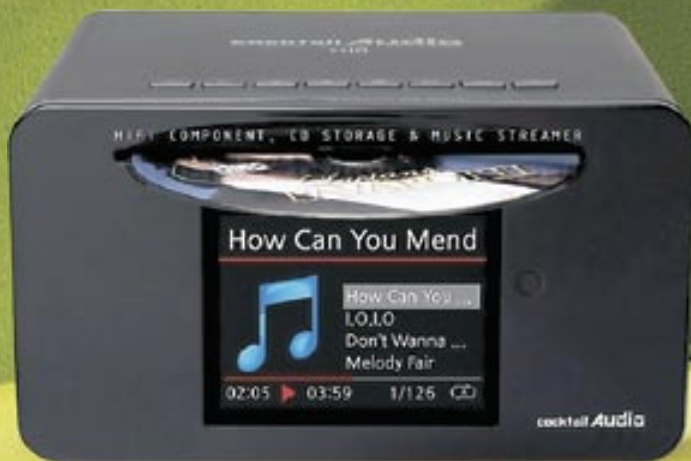 cocktail Audio
HIFI COMPONENT, CD STORAGE & MUSIC STREAMER
How Can You Mend
How Can You ...
I.O.I.O
Don't Wanna ...
Melody Fair
02:05 03:59 1/126
cocktail Audio